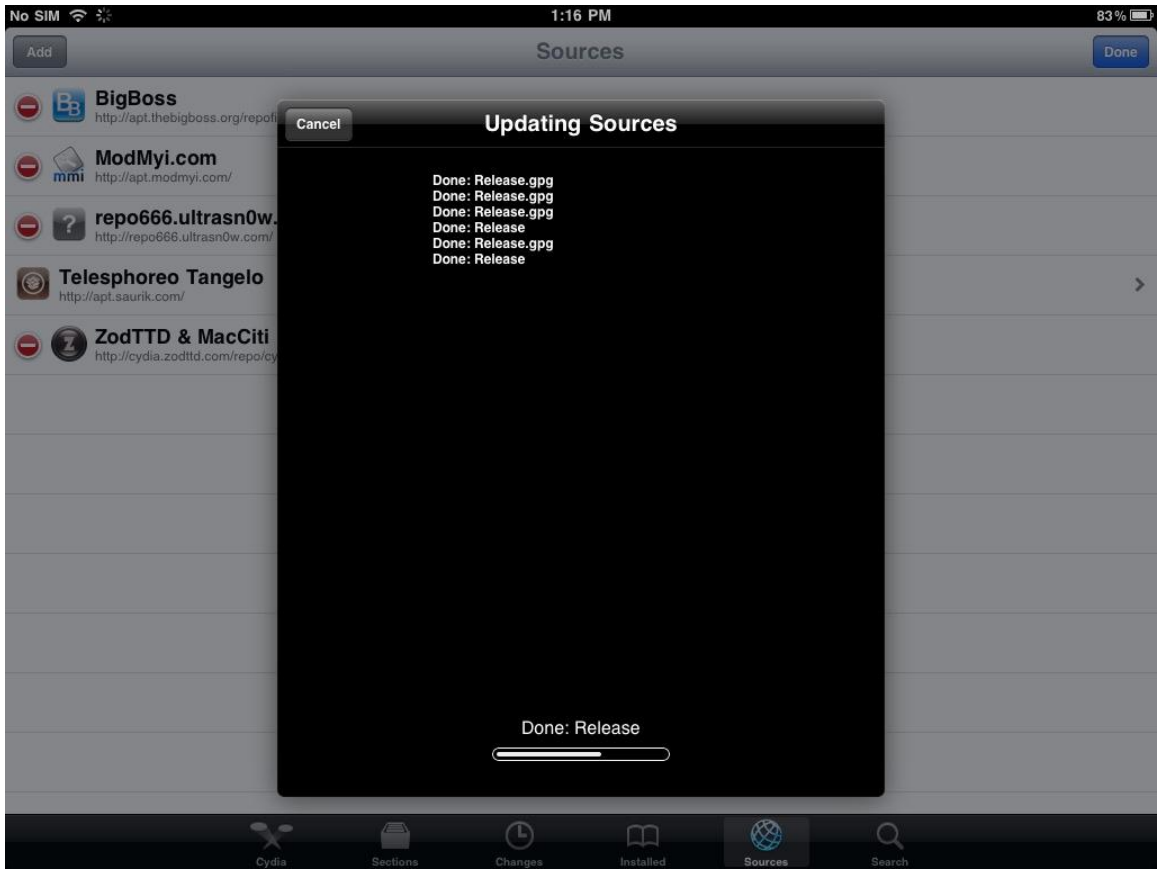 No SIM 1:16 PM 83%
Add Sources Done
BB BigBoss
http://apt.thebigboss.org/repofi
Cancel Updating Sources
mmi ModMyi.com
http://apt.modmyi.com/
? repo666.ultrasn0w.
http://repo666.ultrasn0w.com/
Telesphoreo Tangelo
http://apt.saurik.com/
Z ZodTTD & MacCiti
http://cydia.zodttd.com/repo/cy
Done: Release.gpg
Done: Release.gpg
Done: Release.gpg
Done: Release
Done: Release.gpg
Done: Release
Done: Release
Cydia Sections Changes Installed Sources Search